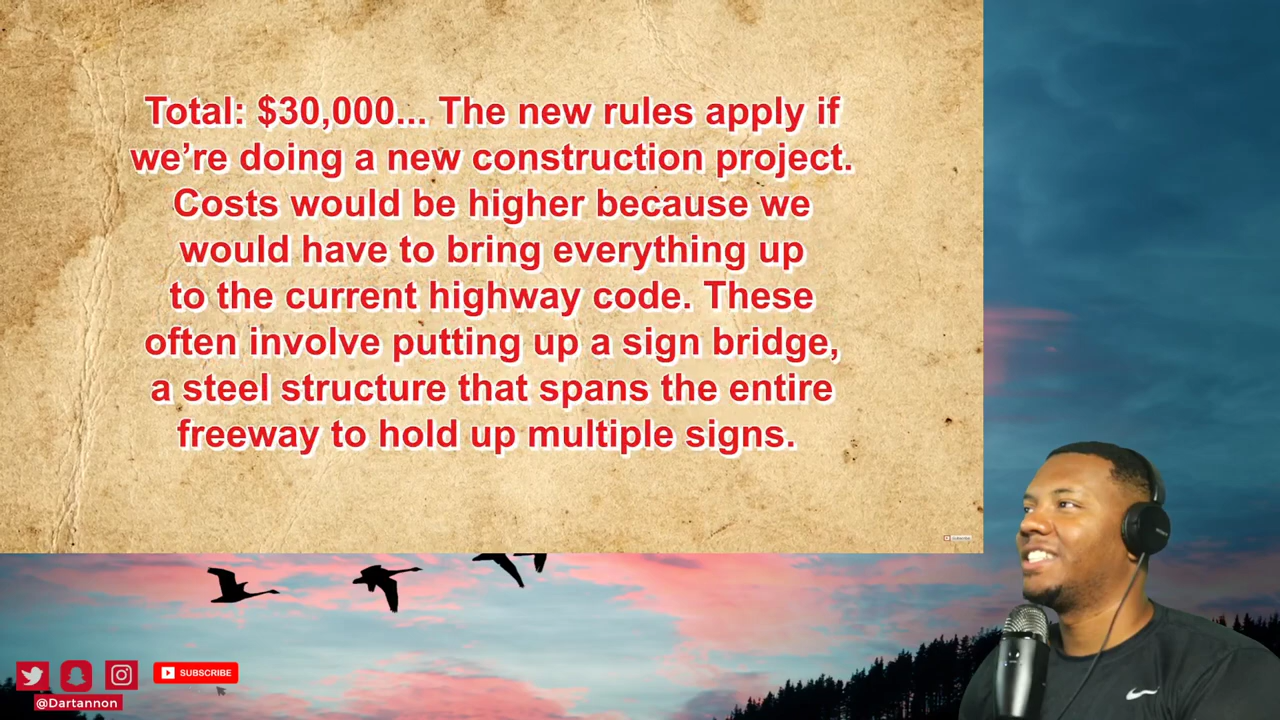 Total: $30,000... The new rules apply if
we’re doing a new construction project.
Costs would be higher because we
would have to bring everything up
to the current highway code. These
often involve putting up a sign bridge,
a steel structure that spans the entire
freeway to hold up multiple signs.
SUBSCRIBE
@Dartannon